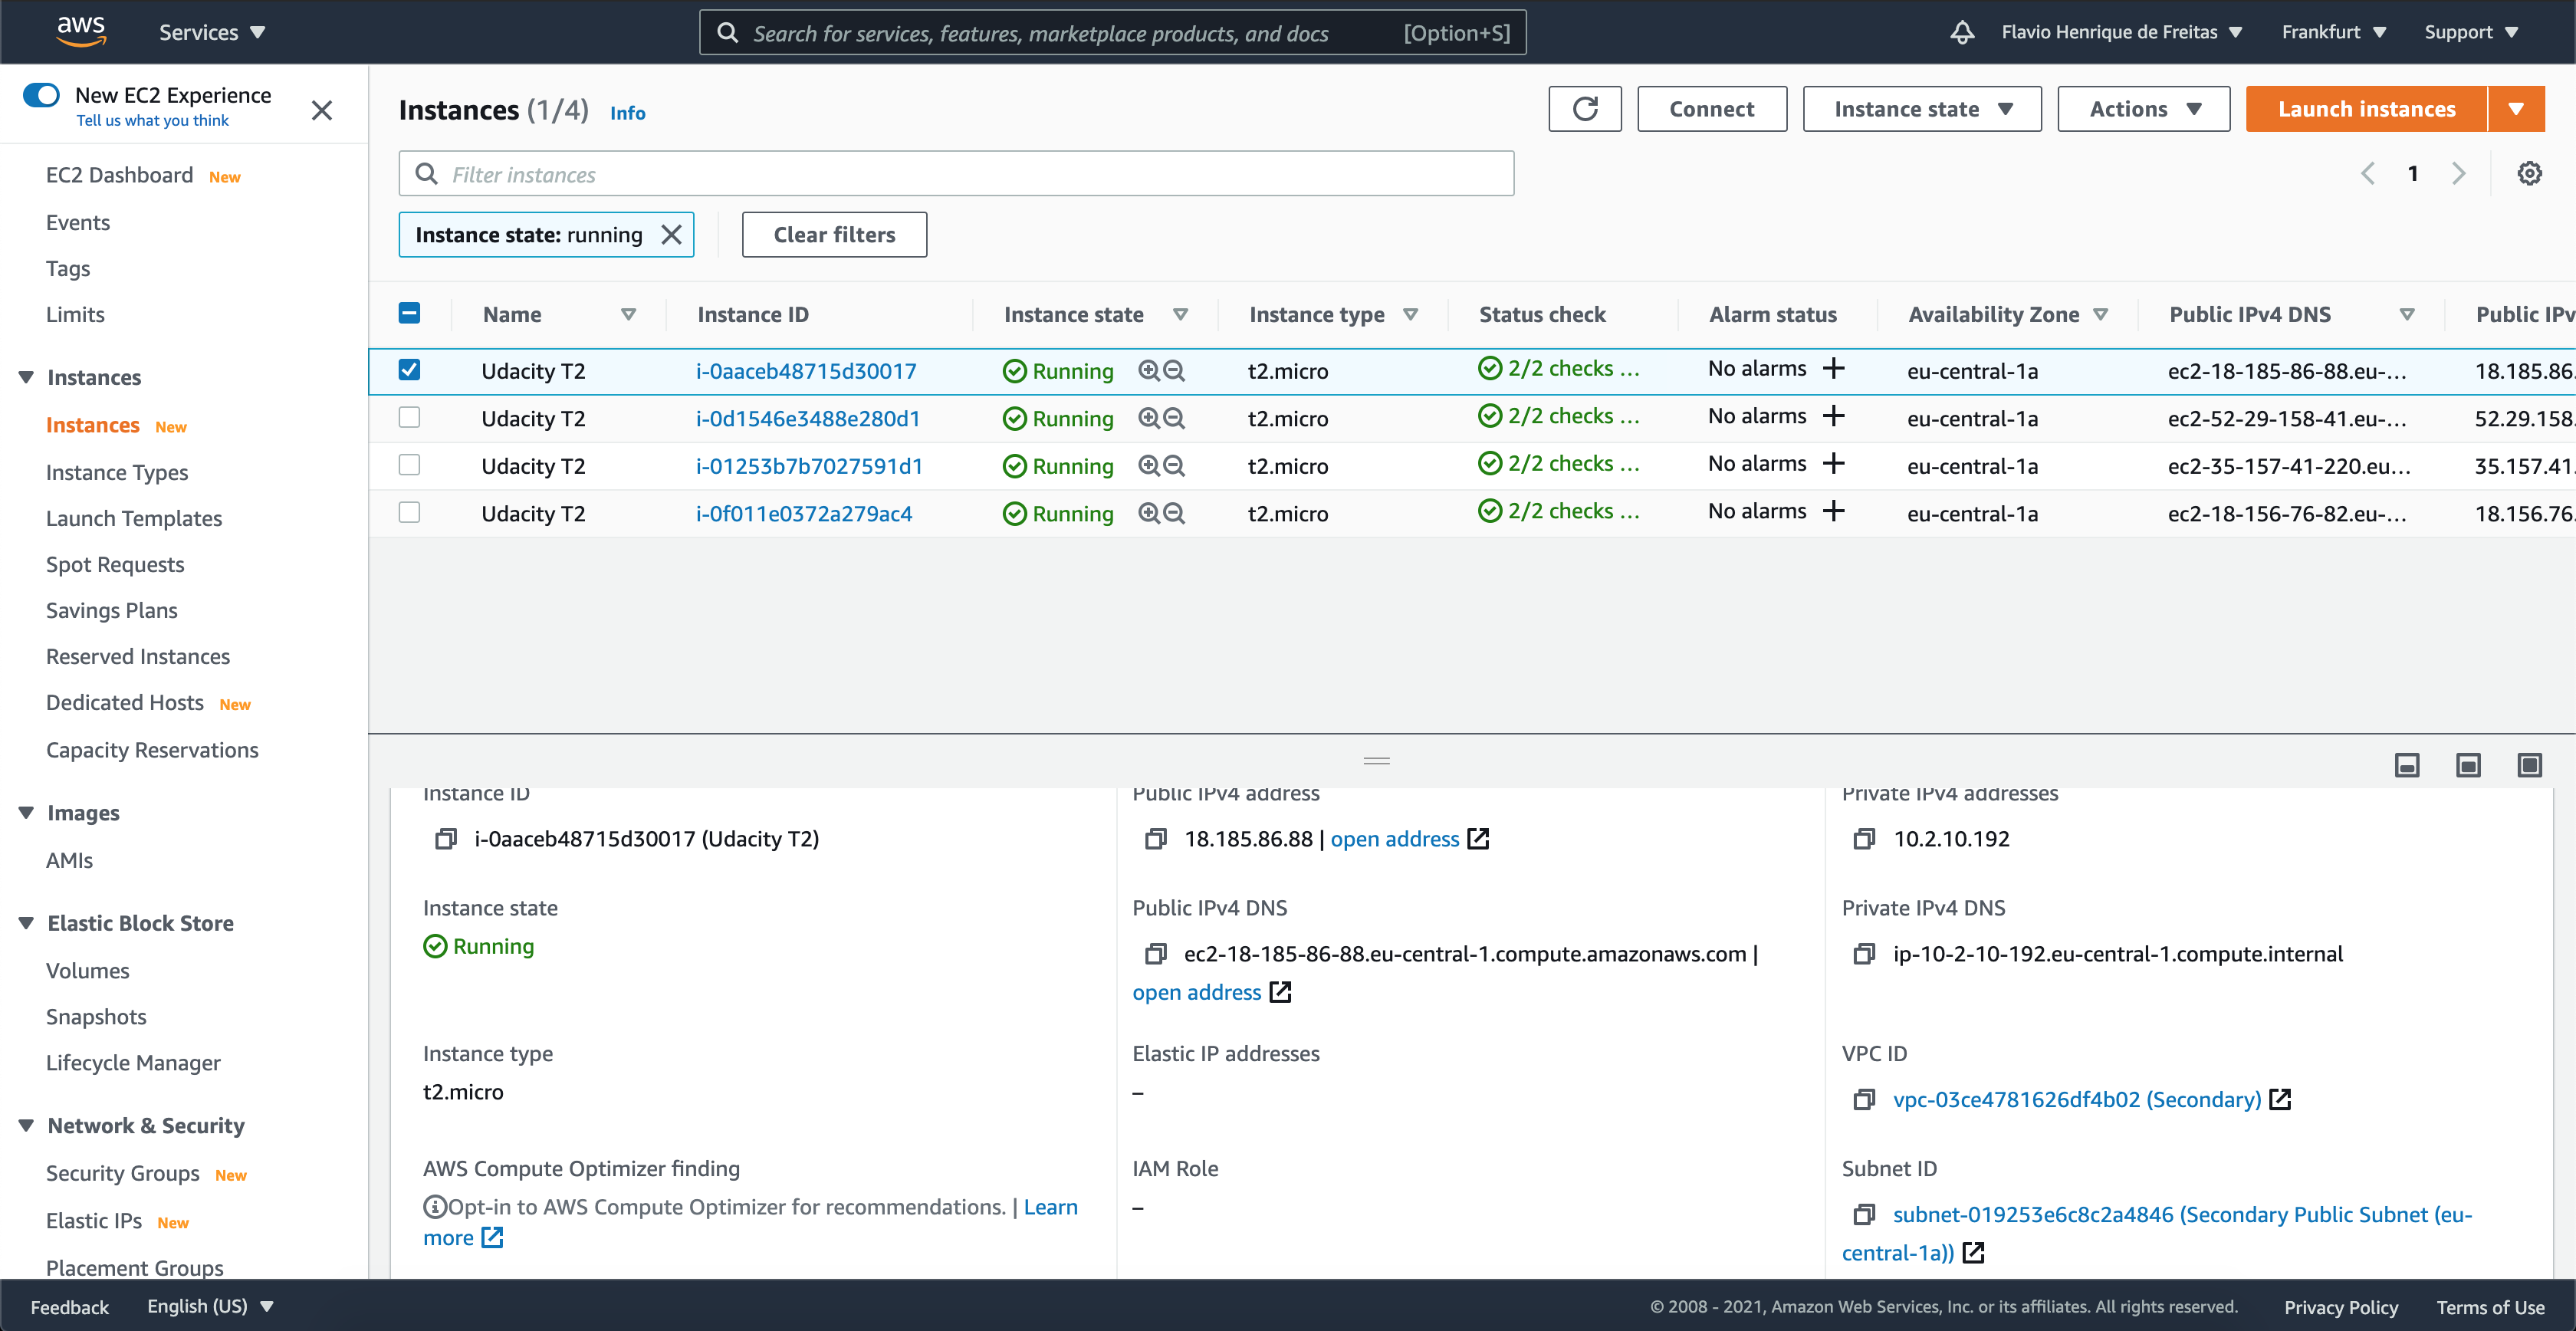 aws
Services
Search for services, features, marketplace products, and docs [Option+S]
Flavio Henrique de Freitas
Frankfurt
Support
New EC2 Experience
Tell us what you think
EC2 Dashboard New
Events
Tags
Limits
Instances
Instances New
Instance Types
Launch Templates
Spot Requests
Savings Plans
Reserved Instances
Dedicated Hosts New
Capacity Reservations
Images
AMIs
Elastic Block Store
Volumes
Snapshots
Lifecycle Manager
Network & Security
Security Groups New
Elastic IPs New
Placement Groups
Instances (1/4) Info
Connect
Instance state
Actions
Launch instances
Filter instances
1
Instance state: running
Clear filters
Name Instance ID Instance state Instance type Status check Alarm status Availability Zone Public IPv4 DNS Public IPv
Udacity T2 i-0aaceb48715d30017 Running t2.micro 2/2 checks ... No alarms + eu-central-1a ec2-18-185-86-88.eu-... 18.185.86.
Udacity T2 i-0d1546e3488e280d1 Running t2.micro 2/2 checks ... No alarms + eu-central-1a ec2-52-29-158-41.eu-... 52.29.158.
Udacity T2 i-01253b7b7027591d1 Running t2.micro 2/2 checks ... No alarms + eu-central-1a ec2-35-157-41-220.eu... 35.157.41.
Udacity T2 i-0f011e0372a279ac4 Running t2.micro 2/2 checks ... No alarms + eu-central-1a ec2-18-156-76-82.eu-... 18.156.76.
Instance ID
i-0aaceb48715d30017 (Udacity T2)
Instance state
Running
Instance type
t2.micro
AWS Compute Optimizer finding
Opt-in to AWS Compute Optimizer for recommendations. | Learn
more
Public IPv4 address
18.185.86.88 | open address
Public IPv4 DNS
ec2-18-185-86-88.eu-central-1.compute.amazonaws.com |
open address
Elastic IP addresses
–
IAM Role
–
Private IPv4 addresses
10.2.10.192
Private IPv4 DNS
ip-10-2-10-192.eu-central-1.compute.internal
VPC ID
vpc-03ce4781626df4b02 (Secondary)
Subnet ID
subnet-019253e6c8c2a4846 (Secondary Public Subnet (eu-
central-1a))
Feedback
English (US)
© 2008 - 2021, Amazon Web Services, Inc. or its affiliates. All rights reserved.
Privacy Policy
Terms of Use